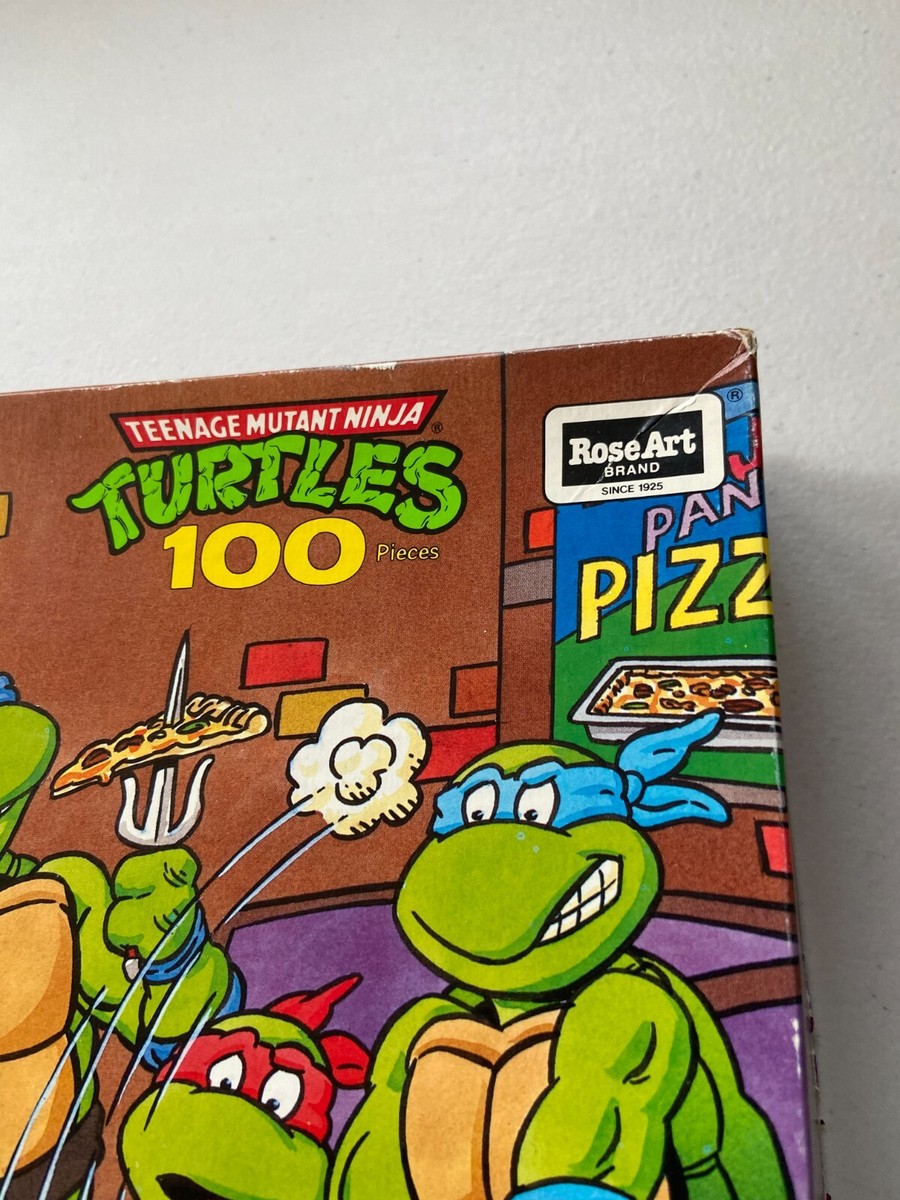 TEENAGE MUTANT NINJA ®
TURTLES
100 Pieces
®
RoseArt
BRAND
SINCE 1925
PAN
PIZZ